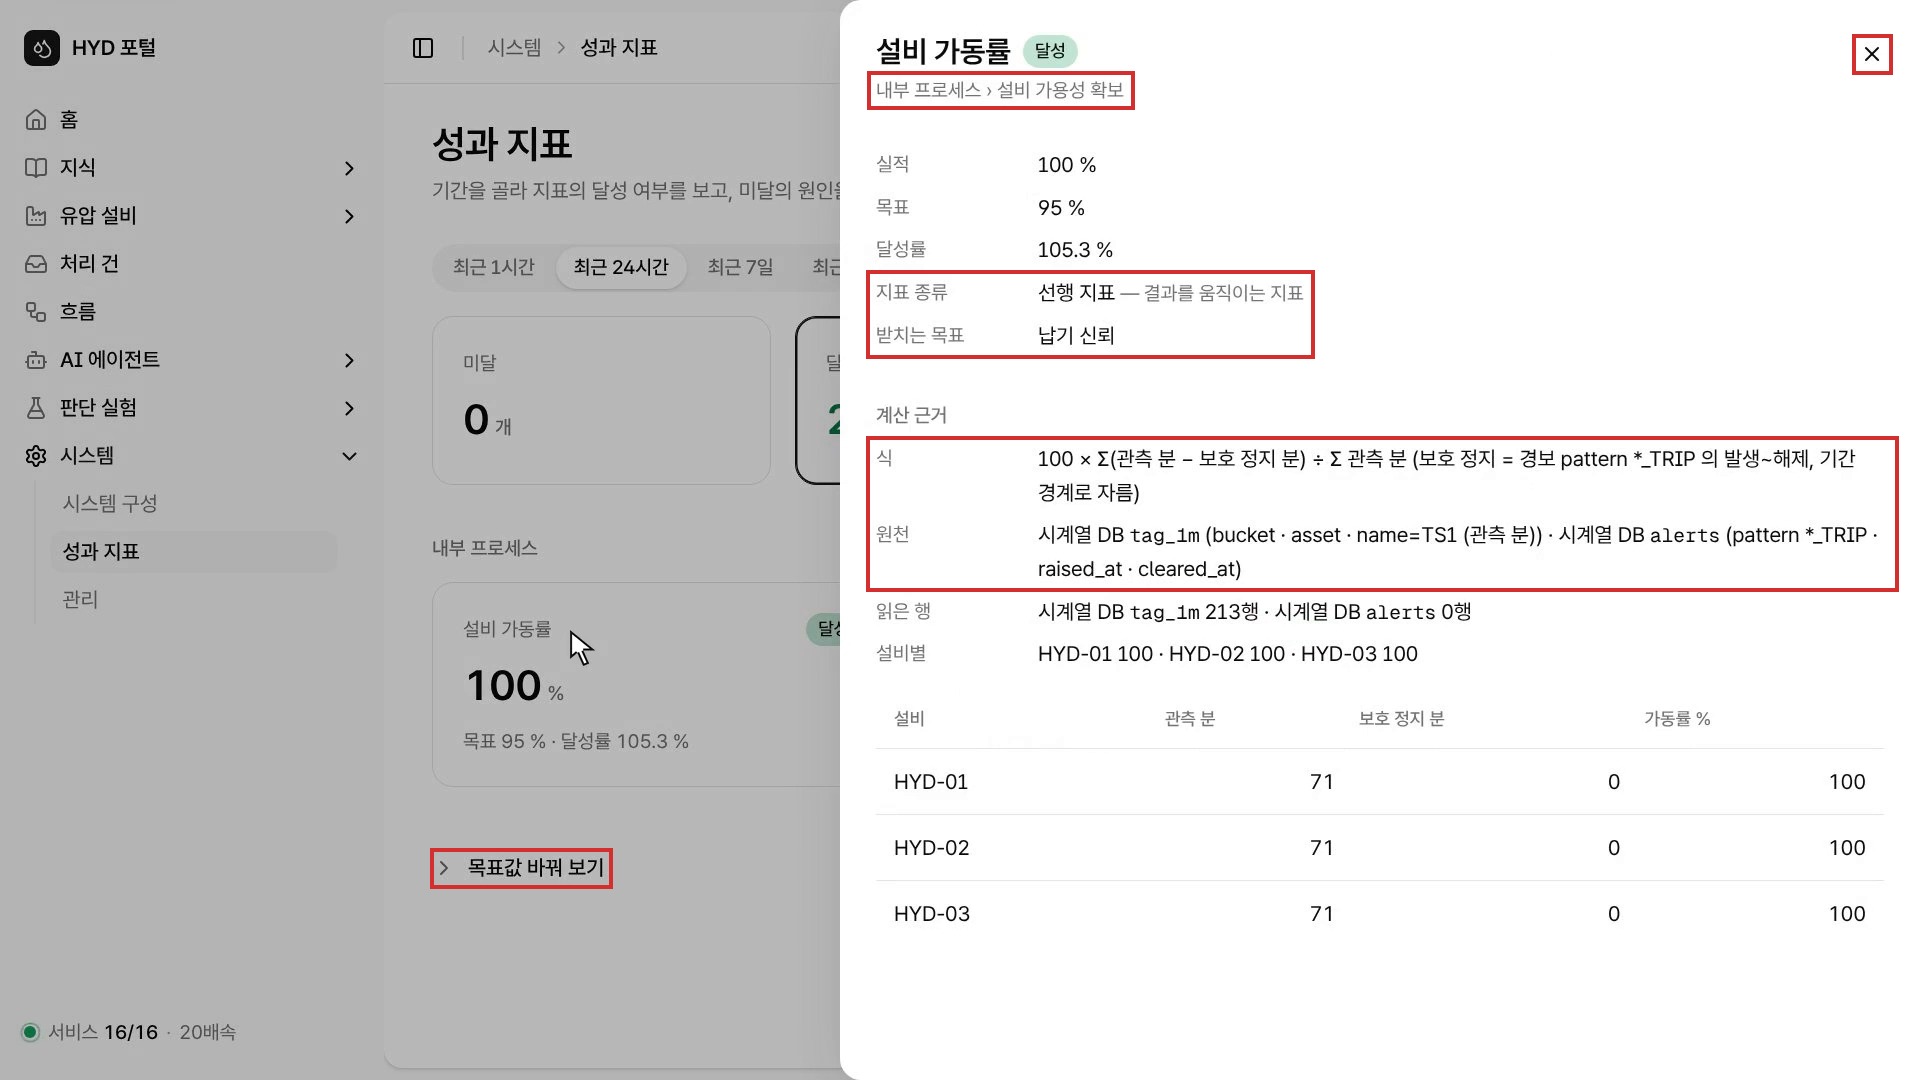 HYD 포털
홈
지식
유압 설비
처리 건
흐름
AI 에이전트
판단 실험
시스템
시스템 구성
성과 지표
관리
서비스 16/16 · 20배속
시스템 > 성과 지표
성과 지표
기간을 골라 지표의 달성 여부를 보고, 미달의 원인을
최근 1시간 최근 24시간 최근 7일 최근
미달
0 개
달
2
내부 프로세스
설비 가동률 달성
100 %
목표 95 % · 달성률 105.3 %
목표값 바꿔 보기
설비 가동률 달성
내부 프로세스 › 설비 가용성 확보
실적 100 %
목표 95 %
달성률 105.3 %
지표 종류 선행 지표 — 결과를 움직이는 지표
받치는 목표 납기 신뢰
계산 근거
식 100 × Σ(관측 분 − 보호 정지 분) ÷ Σ 관측 분 (보호 정지 = 경보 pattern *_TRIP 의 발생~해제, 기간
경계로 자름)
원천 시계열 DB tag_1m (bucket · asset · name=TS1 (관측 분)) · 시계열 DB alerts (pattern *_TRIP ·
raised_at · cleared_at)
읽은 행 시계열 DB tag_1m 213행 · 시계열 DB alerts 0행
설비별 HYD-01 100 · HYD-02 100 · HYD-03 100
설비 관측 분 보호 정지 분 가동률 %
HYD-01 71 0 100
HYD-02 71 0 100
HYD-03 71 0 100